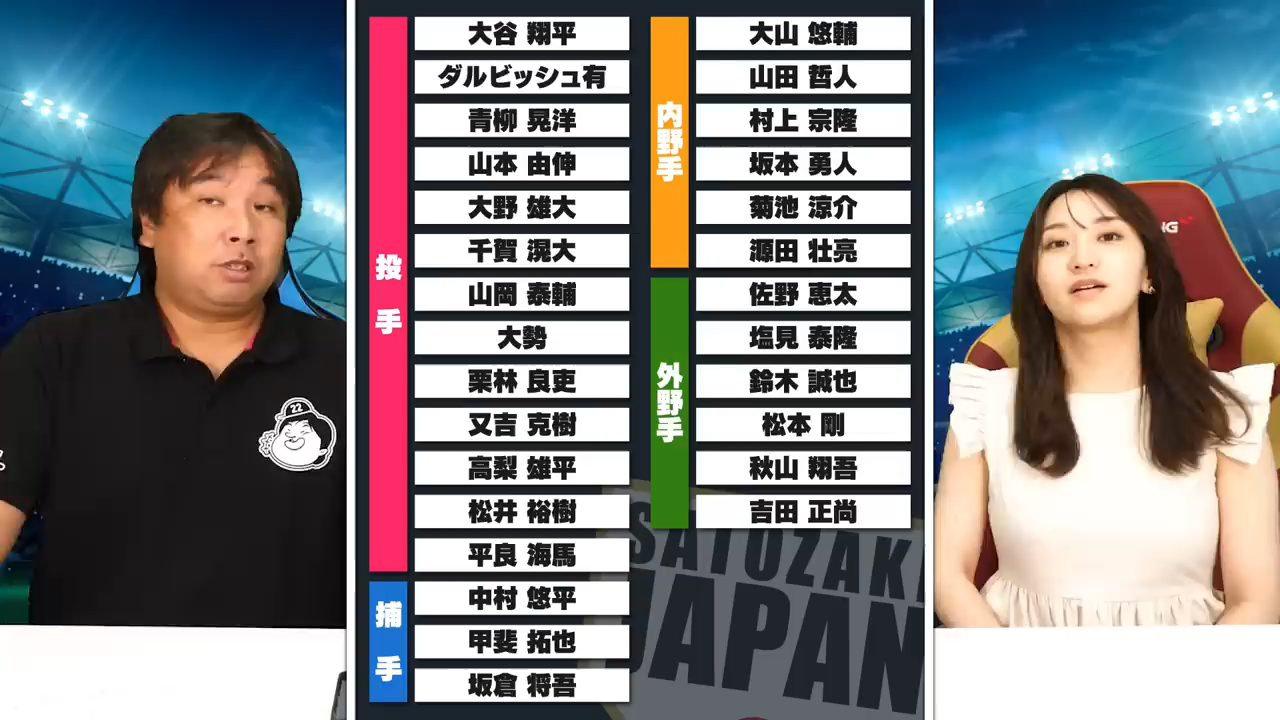 投手
大谷 翔平
ダルビッシュ有
青柳 晃洋
山本 由伸
大野 雄大
千賀 滉大
山岡 泰輔
大勢
栗林 良吏
又吉 克樹
高梨 雄平
松井 裕樹
平良 海馬
捕手
中村 悠平
甲斐 拓也
坂倉 将吾
内野手
大山 悠輔
山田 哲人
村上 宗隆
坂本 勇人
菊池 涼介
源田 壮亮
外野手
佐野 恵太
塩見 泰隆
鈴木 誠也
松本 剛
秋山 翔吾
吉田 正尚
SATOZAKI
JAPAN
22